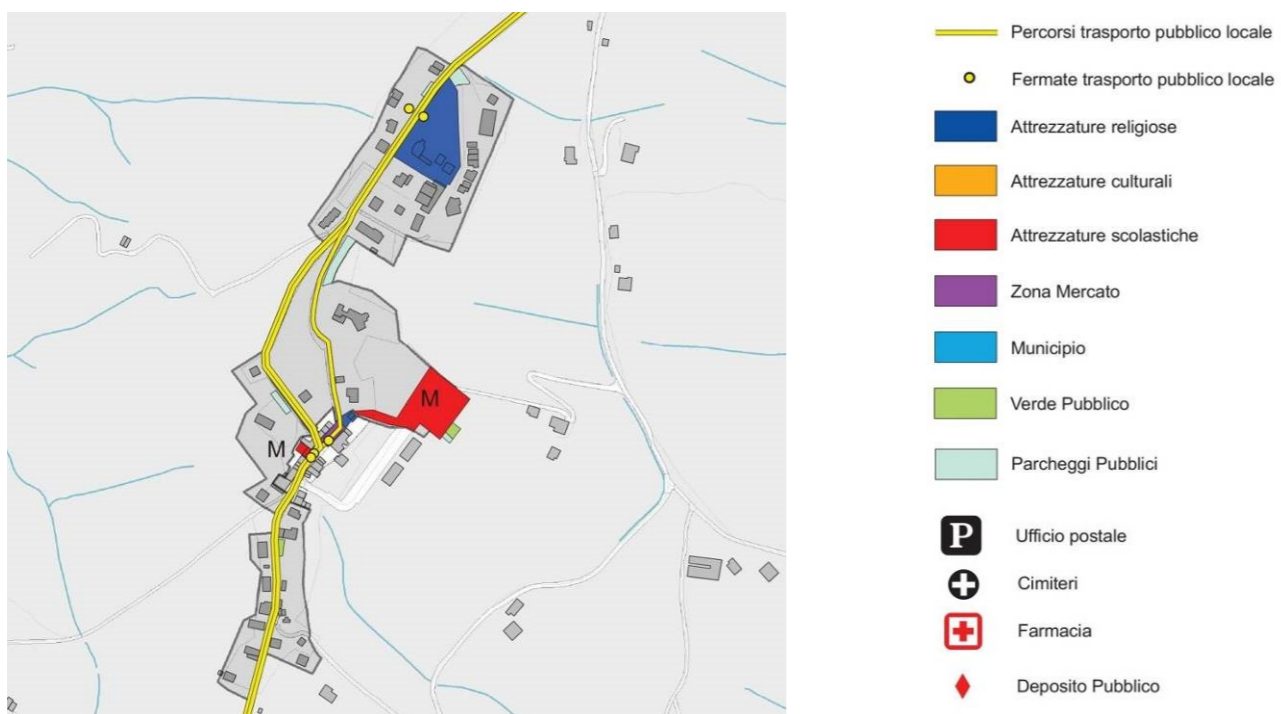 M
M
Percorsi trasporto pubblico locale
Fermate trasporto pubblico locale
Attrezzature religiose
Attrezzature culturali
Attrezzature scolastiche
Zona Mercato
Municipio
Verde Pubblico
Parcheggi Pubblici
P Ufficio postale
Cimiteri
Farmacia
Deposito Pubblico